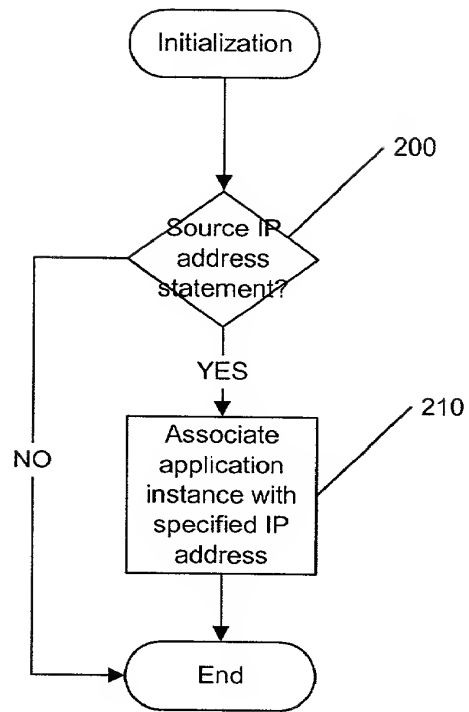 Initialization
200
Source IP
address
statement?
YES
210
NO
Associate
application
instance with
specified IP
address
End